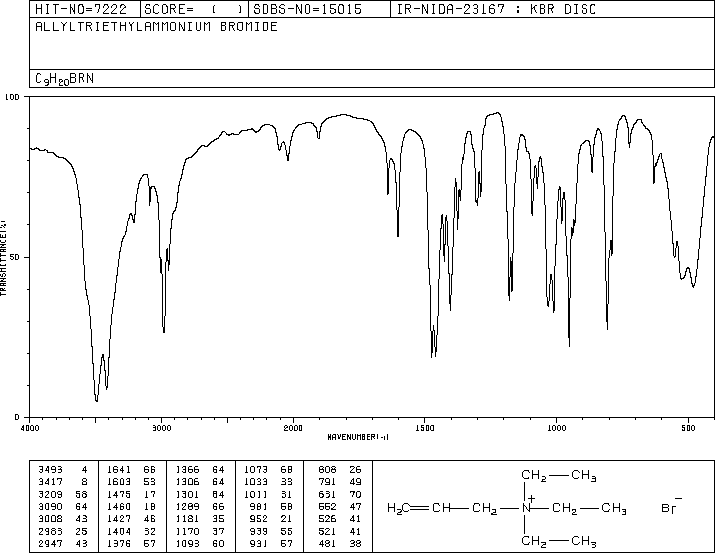 HIT-NO=7222 SCORE= ( ) SDBS-NO=15015 IR-NIDA-23167 : KBR DISC
ALLYLTRIETHYLAMMONIUM BROMIDE
C9H20BRN
100
TRANSMITTANCE(%)
50
0
4000 3000 2000 1500 1000 500
WAVENUMBER(-1)
3493 4 1641 66 1366 64 1073 68 808 26
3417 8 1603 53 1306 64 1033 33 791 49
3209 58 1475 17 1301 84 1011 31 631 70
3090 64 1460 18 1289 66 981 58 552 47
3008 43 1427 46 1181 35 952 21 526 41
2983 25 1404 32 1170 37 939 55 521 41
2947 43 1376 57 1093 60 931 57 481 38
CH2—CH3
H2C=CH—CH2—N+—CH2—CH3 Br−
CH2—CH3